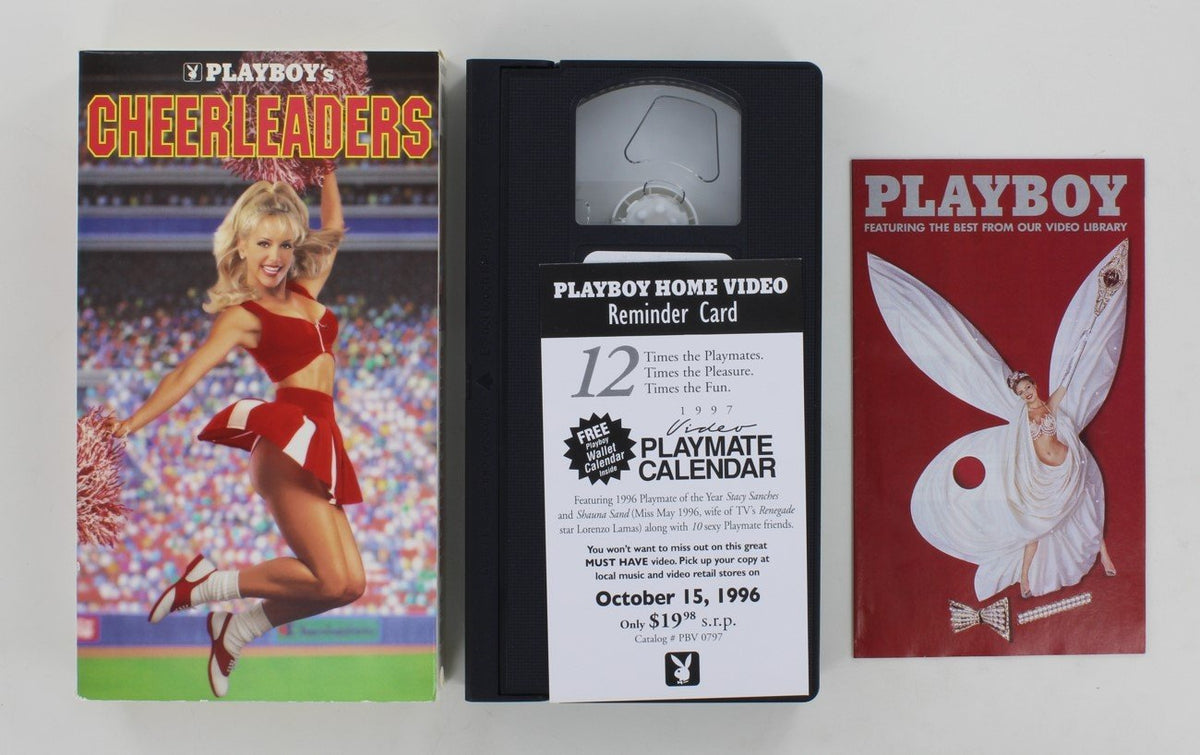 PLAYBOY's
CHEERLEADERS
PLAYBOY HOME VIDEO
Reminder Card
12
Times the Playmates.
Times the Pleasure.
Times the Fun.
FREE
Playboy
Wallet
Calendar
Inside
1997
Video
PLAYMATE
CALENDAR
Featuring 1996 Playmate of the Year Stacy Sanches
and Shauna Sand (Miss May 1996, wife of TV's Renegade
star Lorenzo Lamas) along with 10 sexy Playmate friends.
You won't want to miss out on this great
MUST HAVE video. Pick up your copy at
local music and video retail stores on
October 15, 1996
Only $19.98 s.r.p.
Catalog # PBV 0797
PLAYBOY
FEATURING THE BEST FROM OUR VIDEO LIBRARY